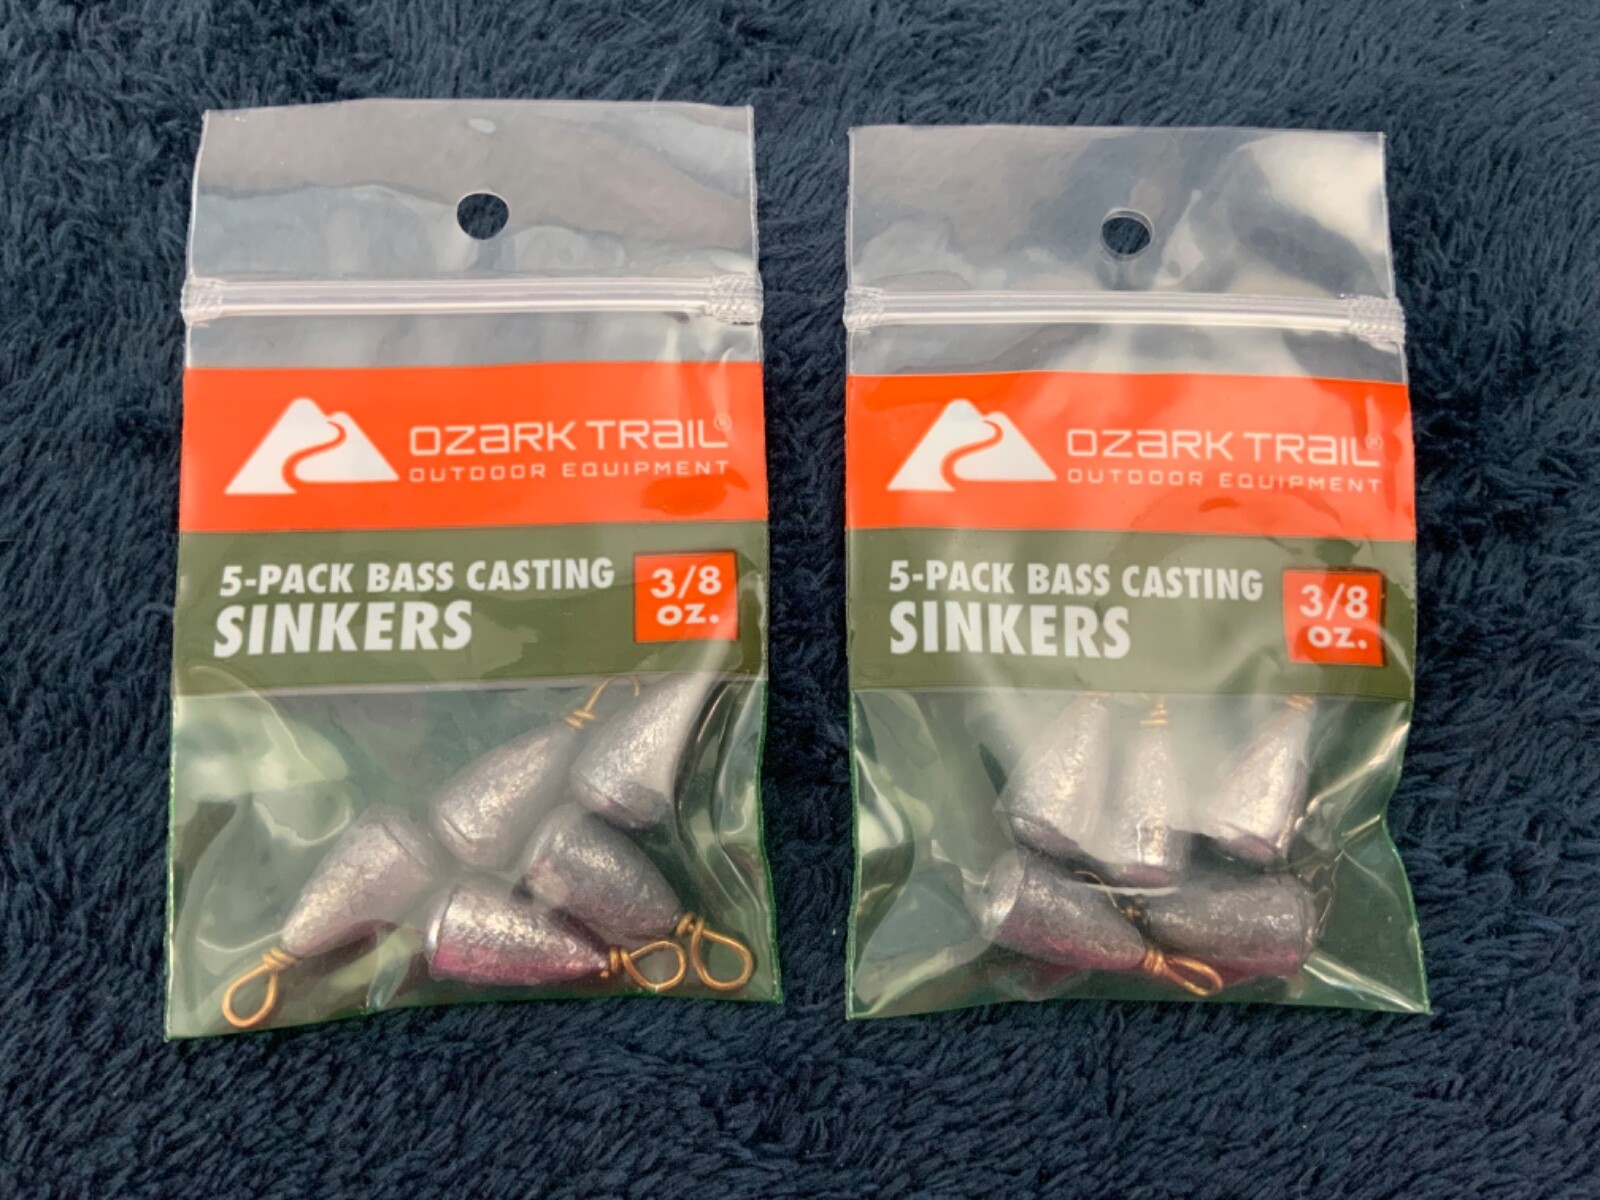 OZARK TRAIL®
OUTDOOR EQUIPMENT
5-PACK BASS CASTING
SINKERS
3/8
oz.
OZARK TRAIL®
OUTDOOR EQUIPMENT
5-PACK BASS CASTING
SINKERS
3/8
oz.